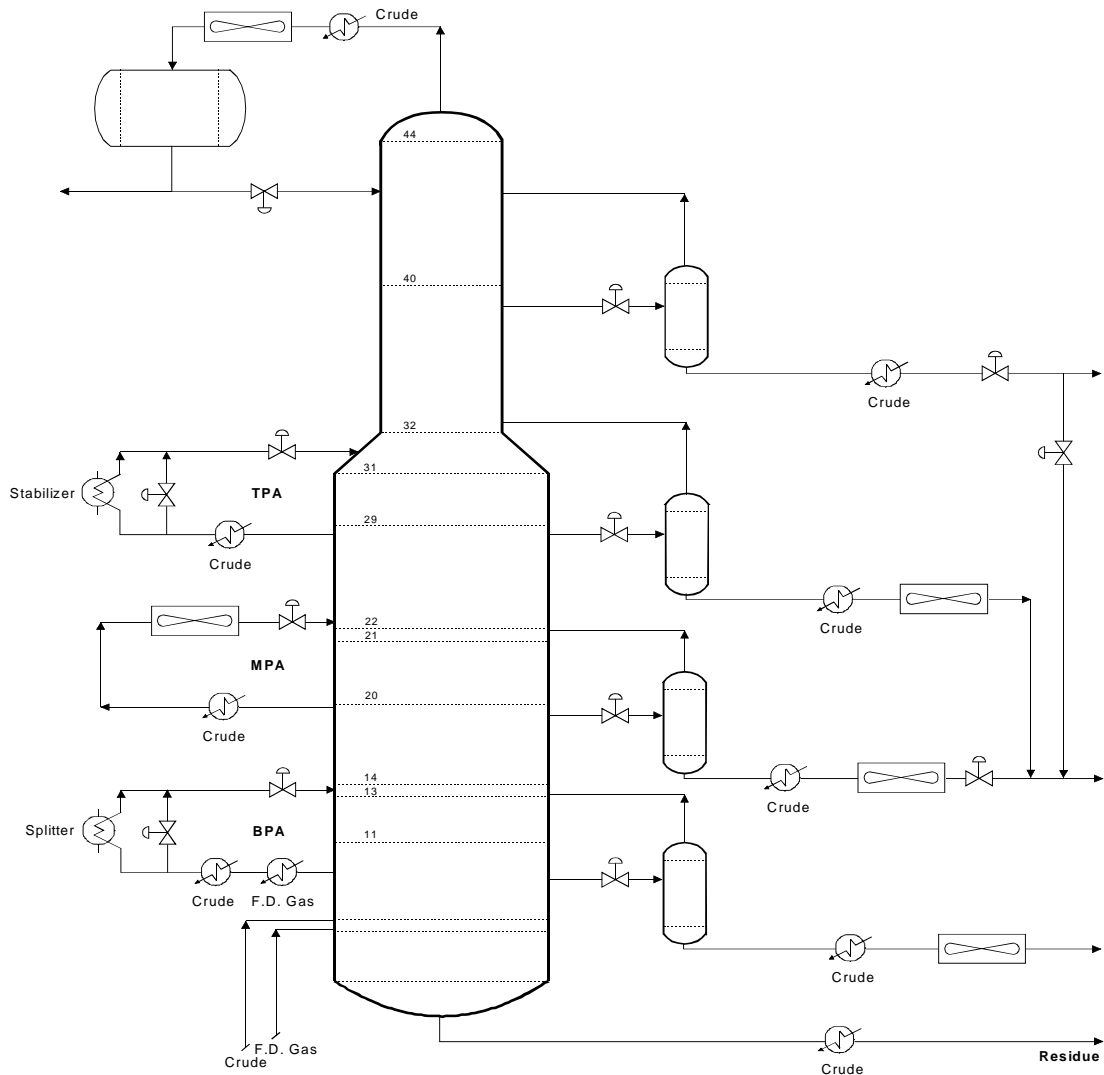 Crude
44
40
Crude
32
31
Stabilizer
TPA
29
Crude
Crude
22
21
MPA
20
Crude
14
13
Crude
Splitter
BPA
11
Crude
F.D. Gas
Crude
F.D. Gas
Crude
Residue
Crude